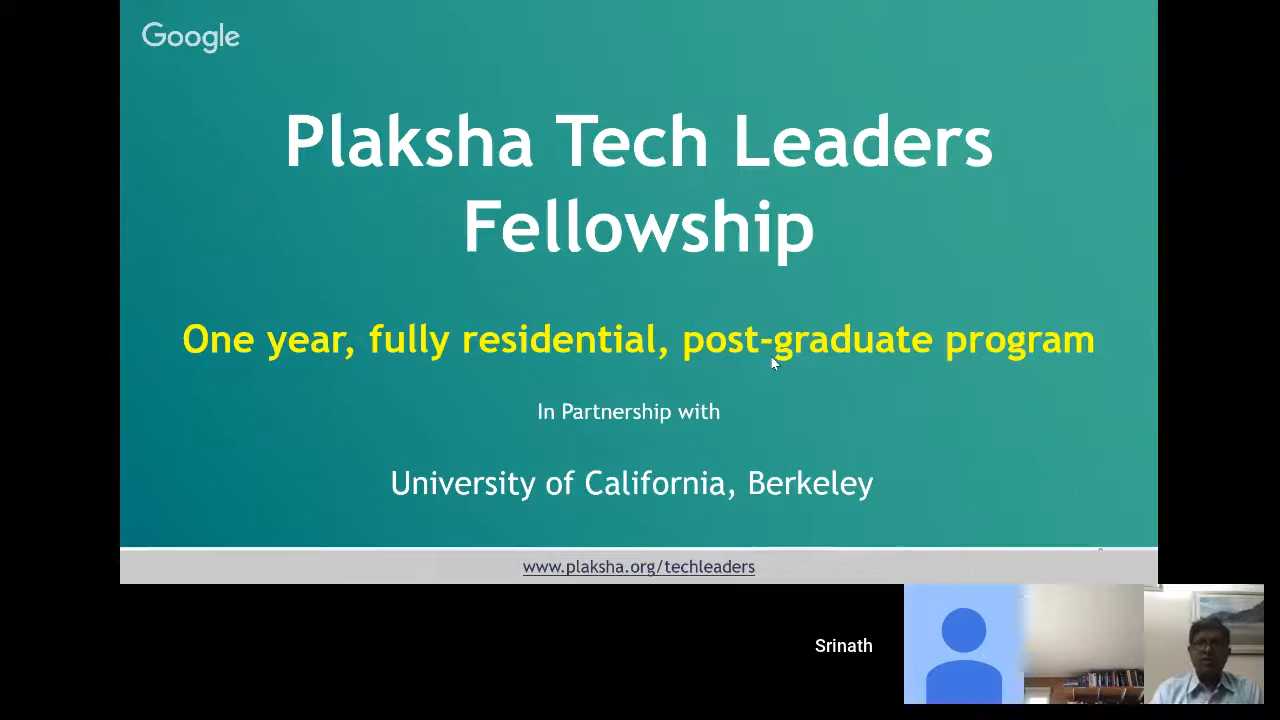 Google
Plaksha Tech Leaders
Fellowship
One year, fully residential, post-graduate program
In Partnership with
University of California, Berkeley
www.plaksha.org/techleaders
Srinath